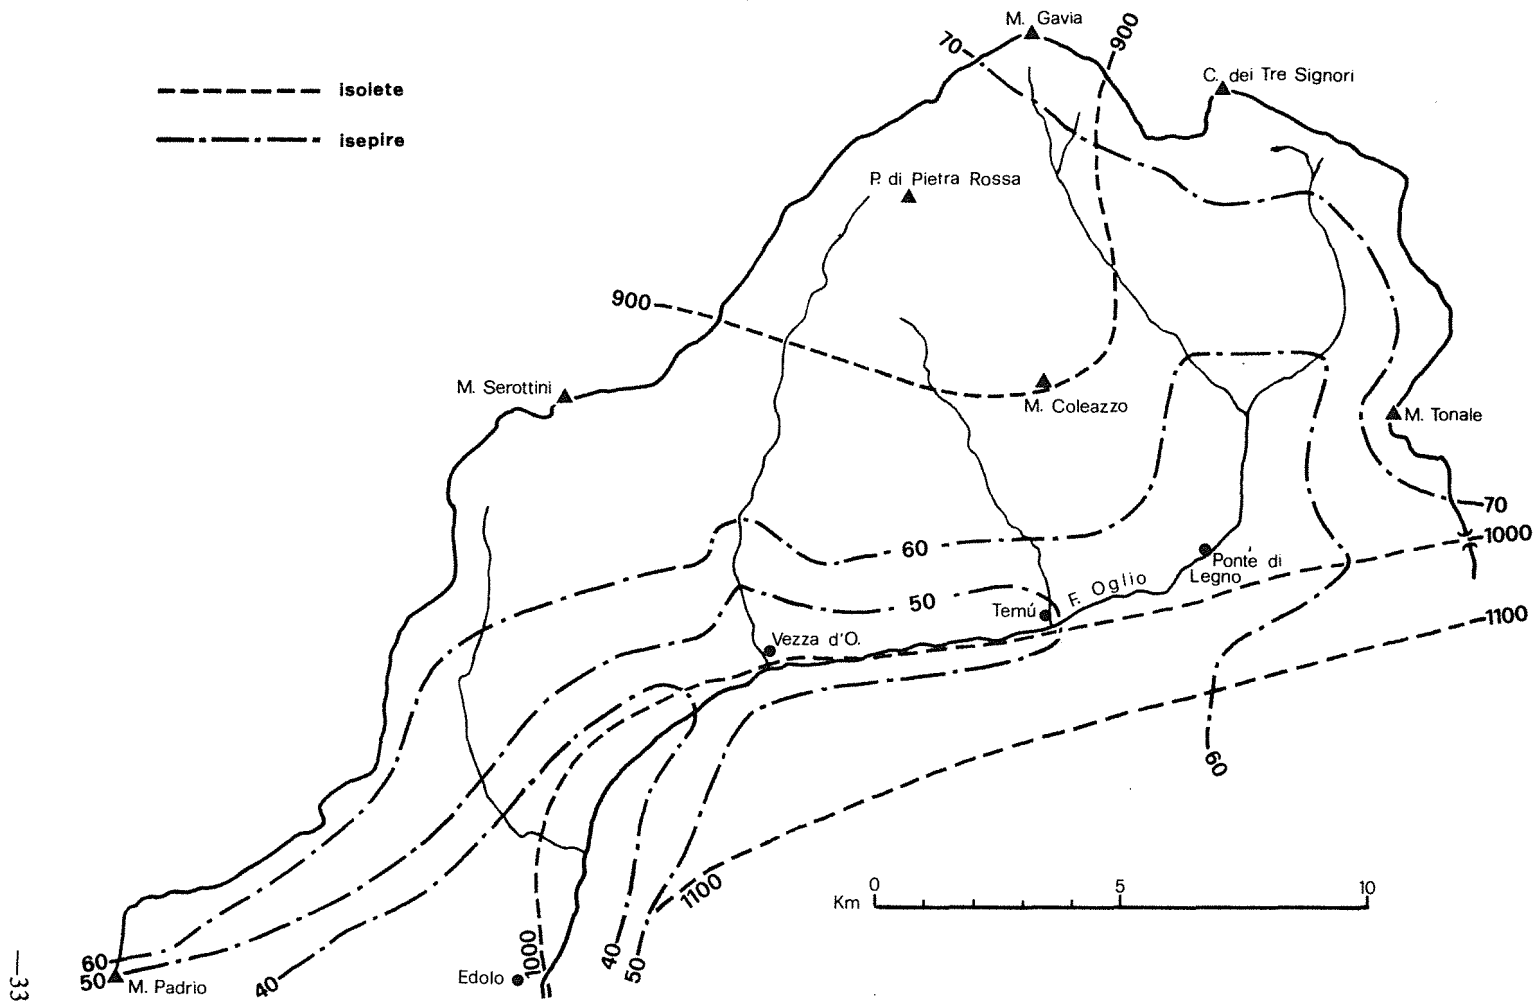 M. Gavia
70
900
C. dei Tre Signori
isoiete
isepire
P. di Pietra Rossa
900
M. Serottini
M. Coleazzo
M. Tonale
70
1000
60
Ponte di
Legno
F. Oglio
50
Temú
1100
Vezza d'O.
60
1100
0 5 10
Km
1000
40
50
60
50
M. Padrio
40
Edolo
—33